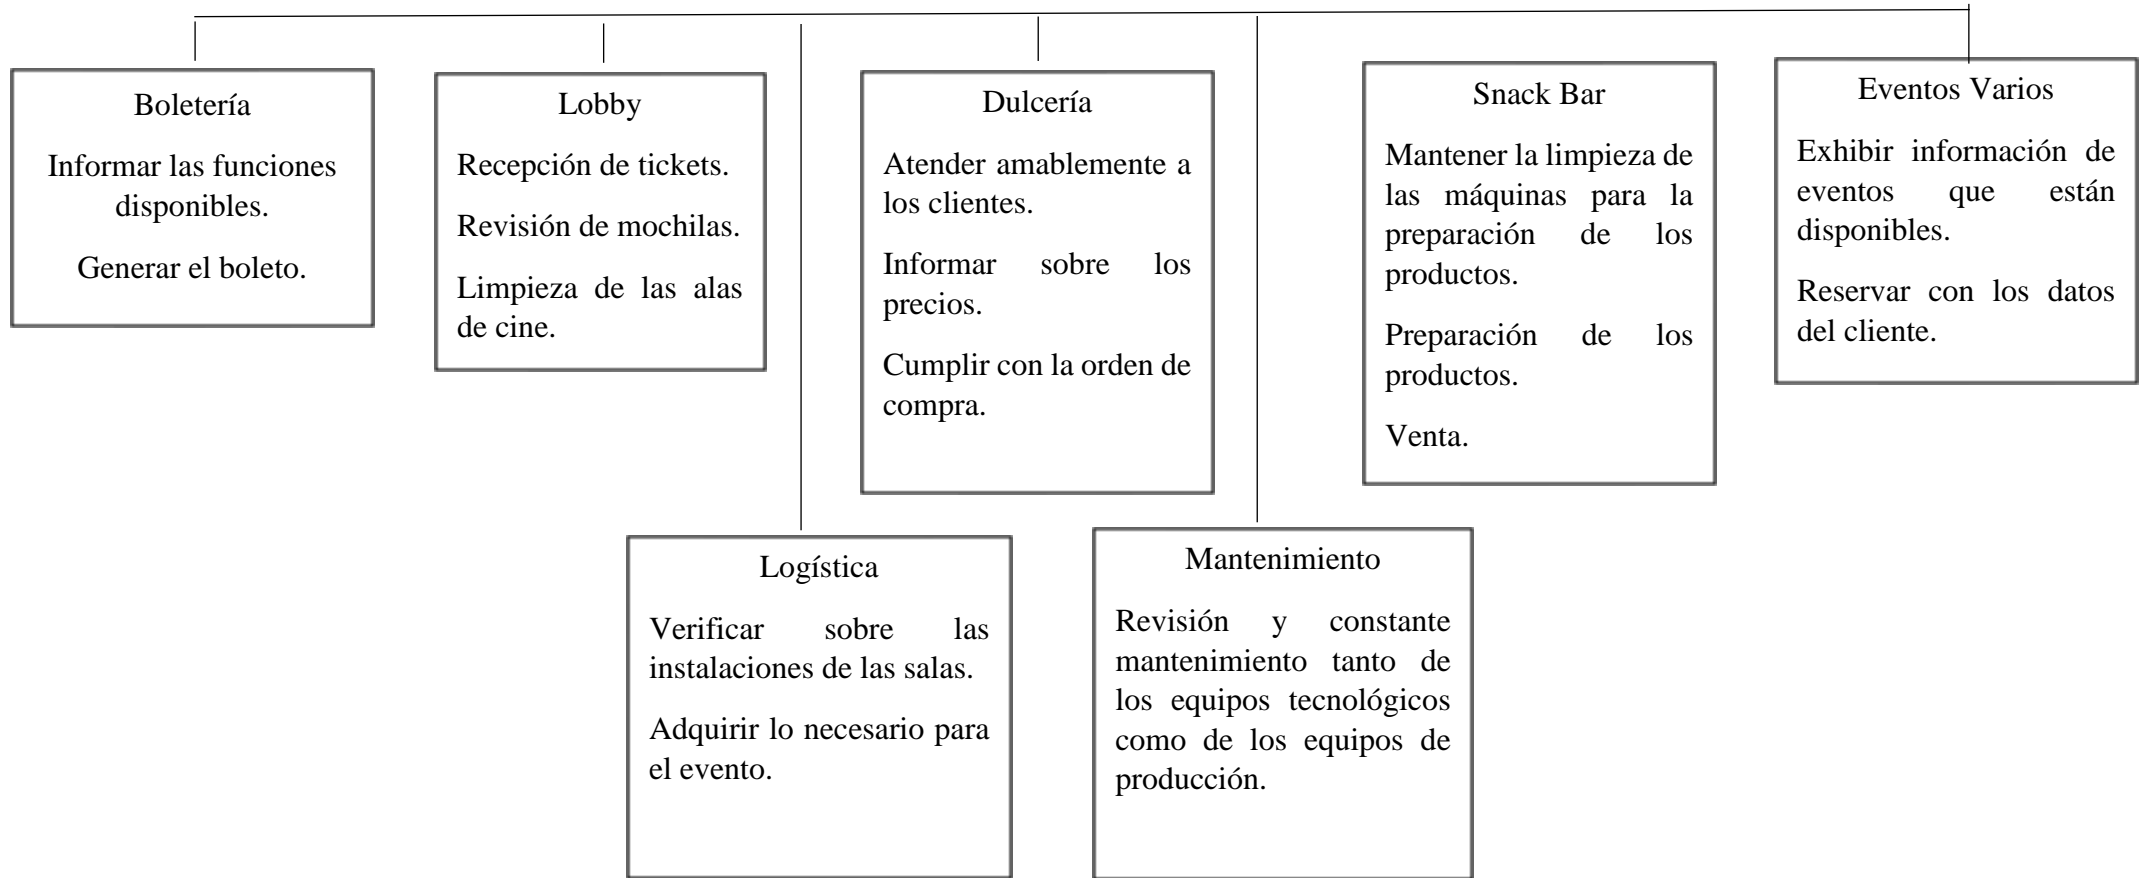 Boletería
Informar las funciones
disponibles.
Generar el boleto.
Lobby
Recepción de tickets.
Revisión de mochilas.
Limpieza de las alas
de cine.
Dulcería
Atender amablemente a
los clientes.
Informar sobre los
precios.
Cumplir con la orden de
compra.
Snack Bar
Mantener la limpieza de
las máquinas para la
preparación de los
productos.
Preparación de los
productos.
Venta.
Eventos Varios
Exhibir información de
eventos que están
disponibles.
Reservar con los datos
del cliente.
Logística
Verificar sobre las
instalaciones de las salas.
Adquirir lo necesario para
el evento.
Mantenimiento
Revisión y constante
mantenimiento tanto de
los equipos tecnológicos
como de los equipos de
producción.